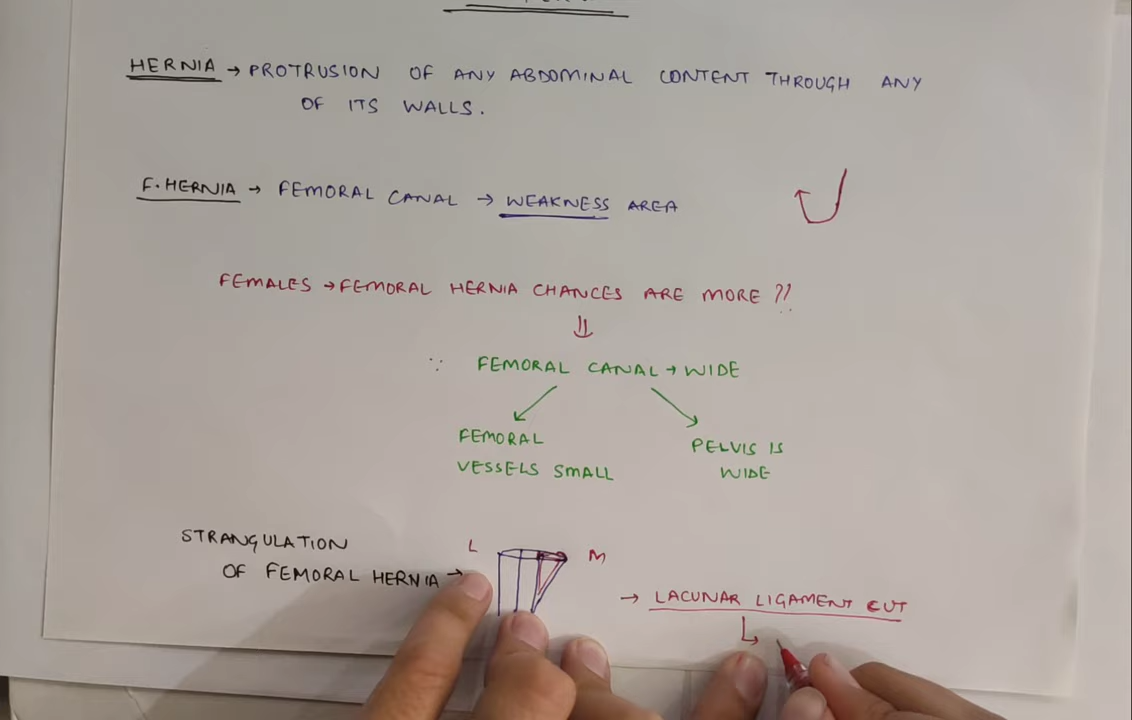 HERNIA → PROTRUSION OF ANY ABDOMINAL CONTENT THROUGH ANY
OF ITS WALLS.
F. HERNIA → FEMORAL CANAL → WEAKNESS AREA
FEMALES → FEMORAL HERNIA CHANCES ARE MORE ?!
∵ FEMORAL CANAL → WIDE
FEMORAL
VESSELS SMALL
PELVIS IS
WIDE
STRANGULATION
OF FEMORAL HERNIA →
L M
→ LACUNAR LIGAMENT CUT